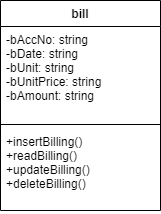 bill
-bAccNo: string
-bDate: string
-bUnit: string
-bUnitPrice: string
-bAmount: string
+insertBilling()
+readBilling()
+updateBilling()
+deleteBilling()